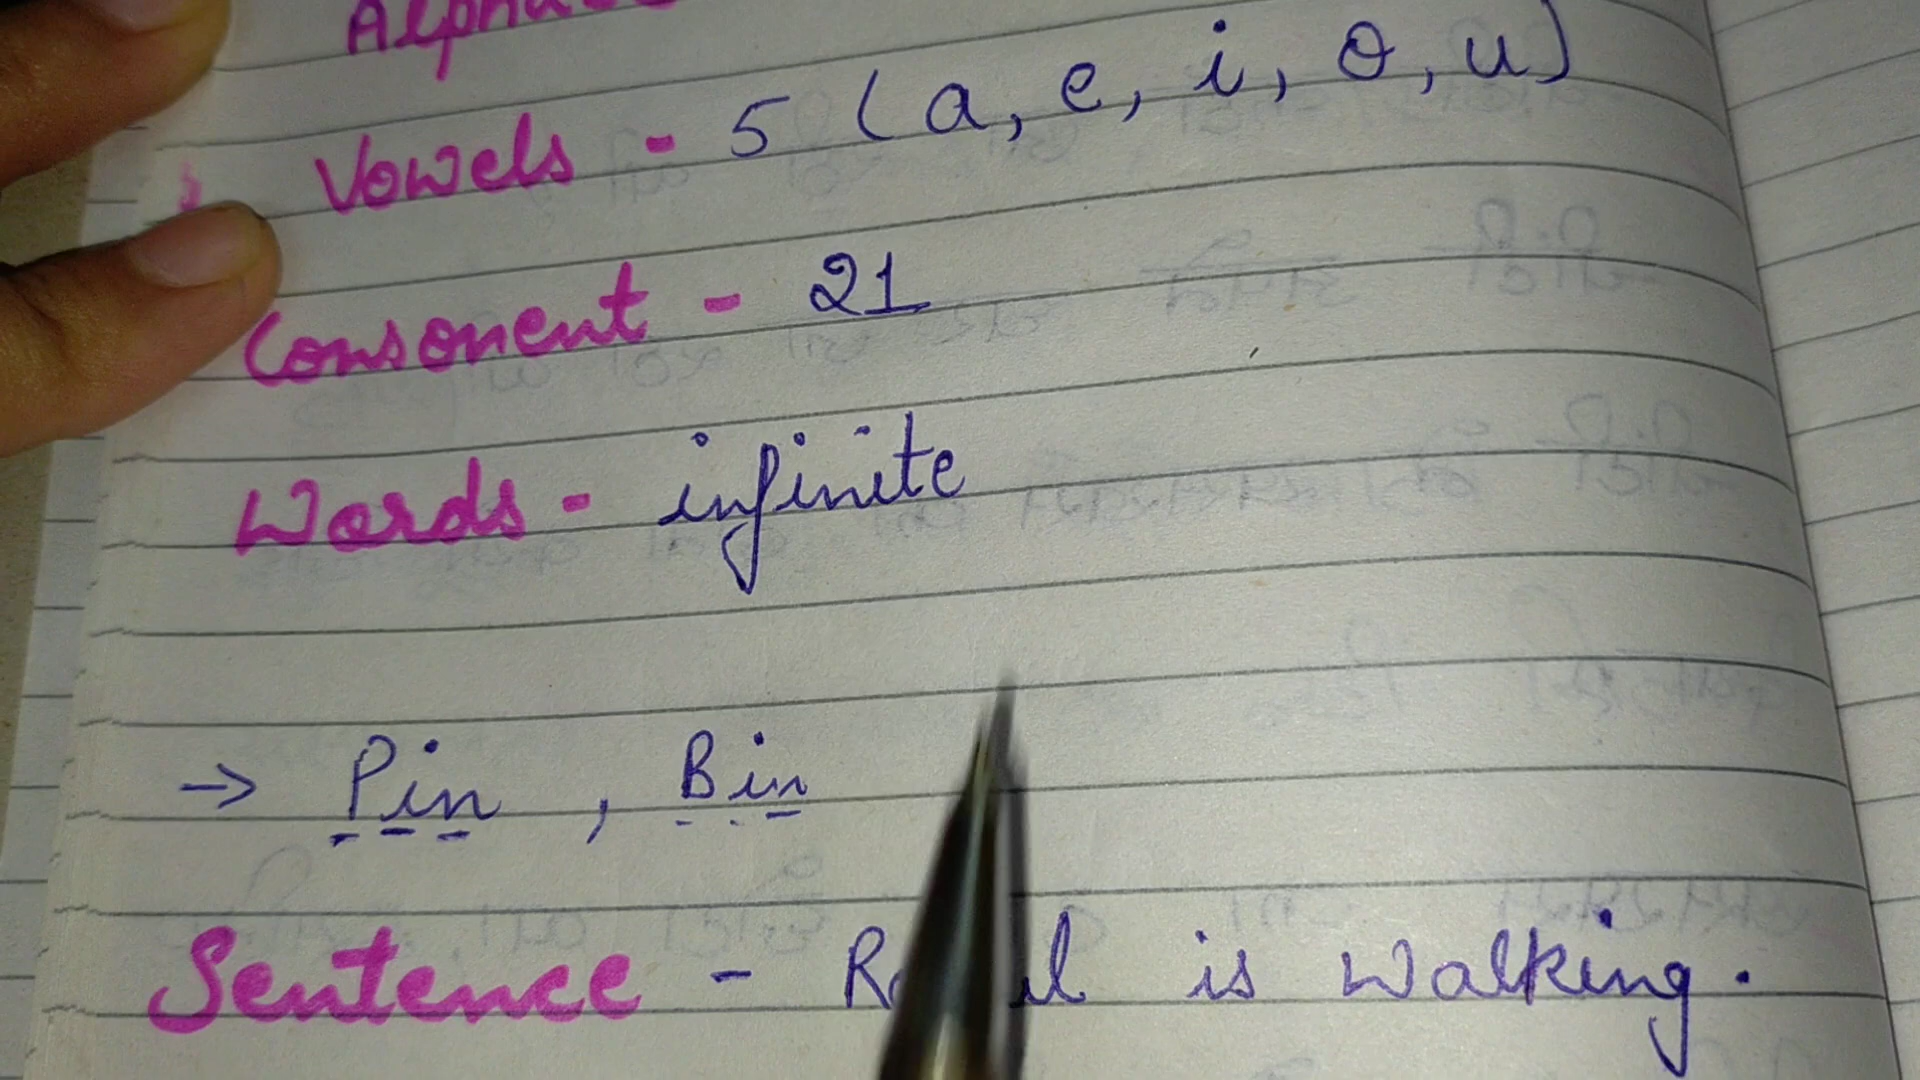 Vowels - 5 (a, e, i, o, u)
Consonent - 21
Words - infinite
→ Pin , Bin
Sentence - is walking.